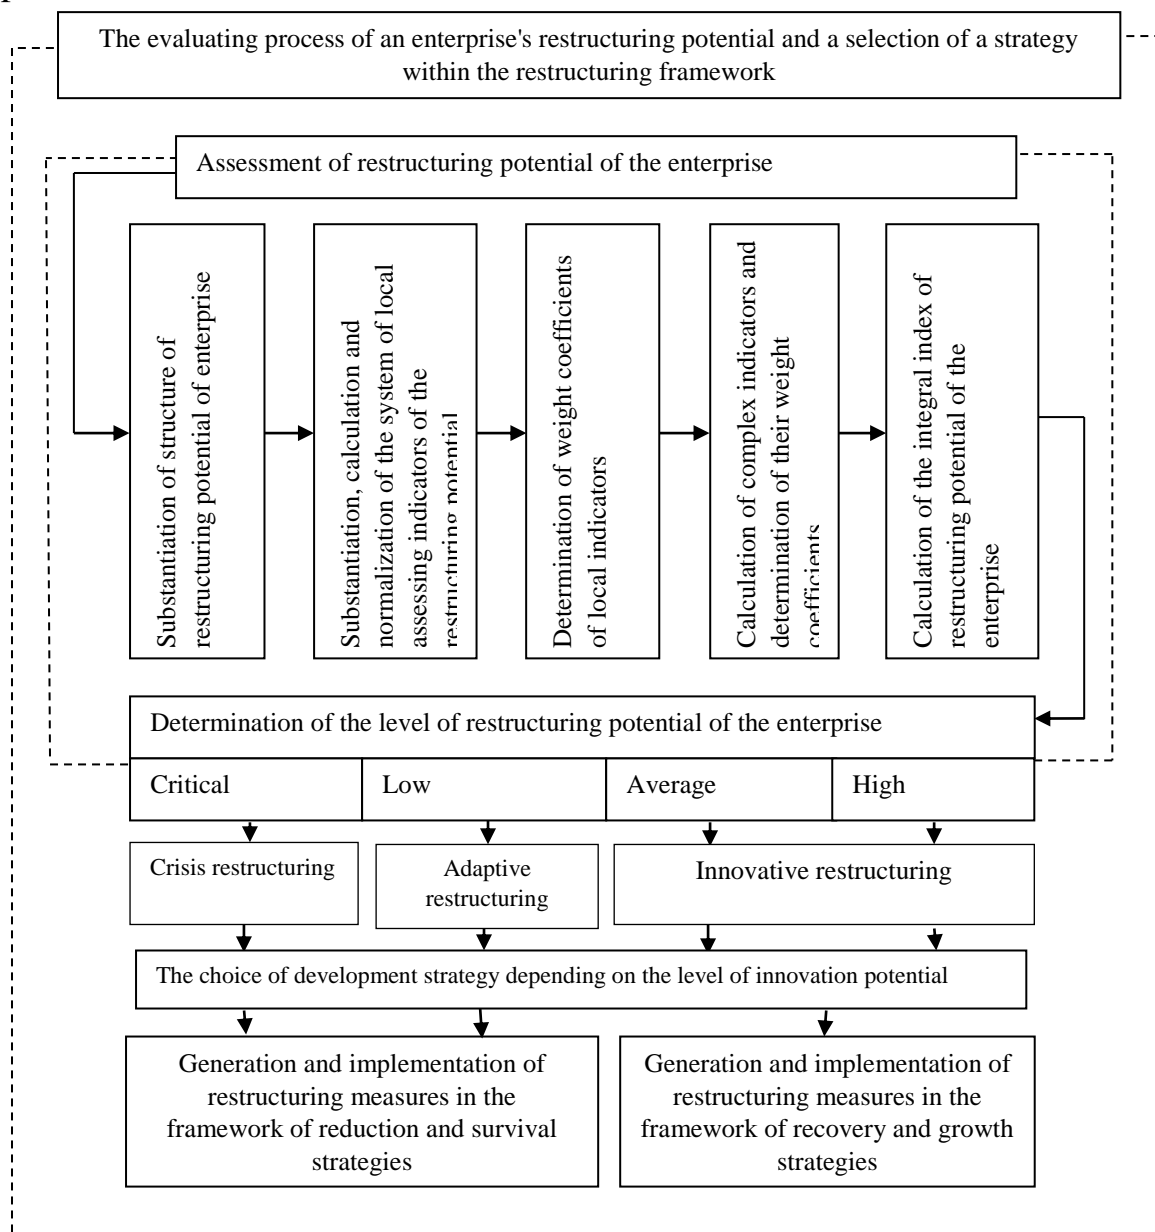 The evaluating process of an enterprise's restructuring potential and a selection of a strategy
within the restructuring framework
Assessment of restructuring potential of the enterprise
Substantiation of structure of
restructuring potential of enterprise
Substantiation, calculation and
normalization of the system of local
assessing indicators of the
restructuring potential
Determination of weight coefficients
of local indicators
Calculation of complex indicators and
determination of their weight
coefficients
Calculation of the integral index of
restructuring potential of the
enterprise
Determination of the level of restructuring potential of the enterprise
Critical
Low
Average
High
Crisis restructuring
Adaptive
restructuring
Innovative restructuring
The choice of development strategy depending on the level of innovation potential
Generation and implementation of
restructuring measures in the
framework of reduction and survival
strategies
Generation and implementation of
restructuring measures in the
framework of recovery and growth
strategies